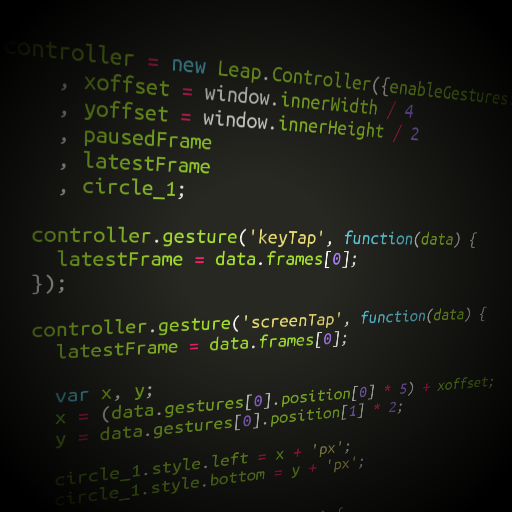 controller = new Leap.Controller({enableGestures:
, xoffset = window.innerWidth / 4
, yoffset = window.innerHeight / 2
, pausedFrame
, latestFrame
, circle_1;
controller.gesture('keyTap', function(data) {
latestFrame = data.frames[0];
});
controller.gesture('screenTap', function(data) {
latestFrame = data.frames[0];
var x, y;
x = (data.gestures[0].position[0] * 5) + xoffset;
y = data.gestures[0].position[1] * 2;
circle_1.style.left = x + 'px';
circle_1.style.bottom = y + 'px';